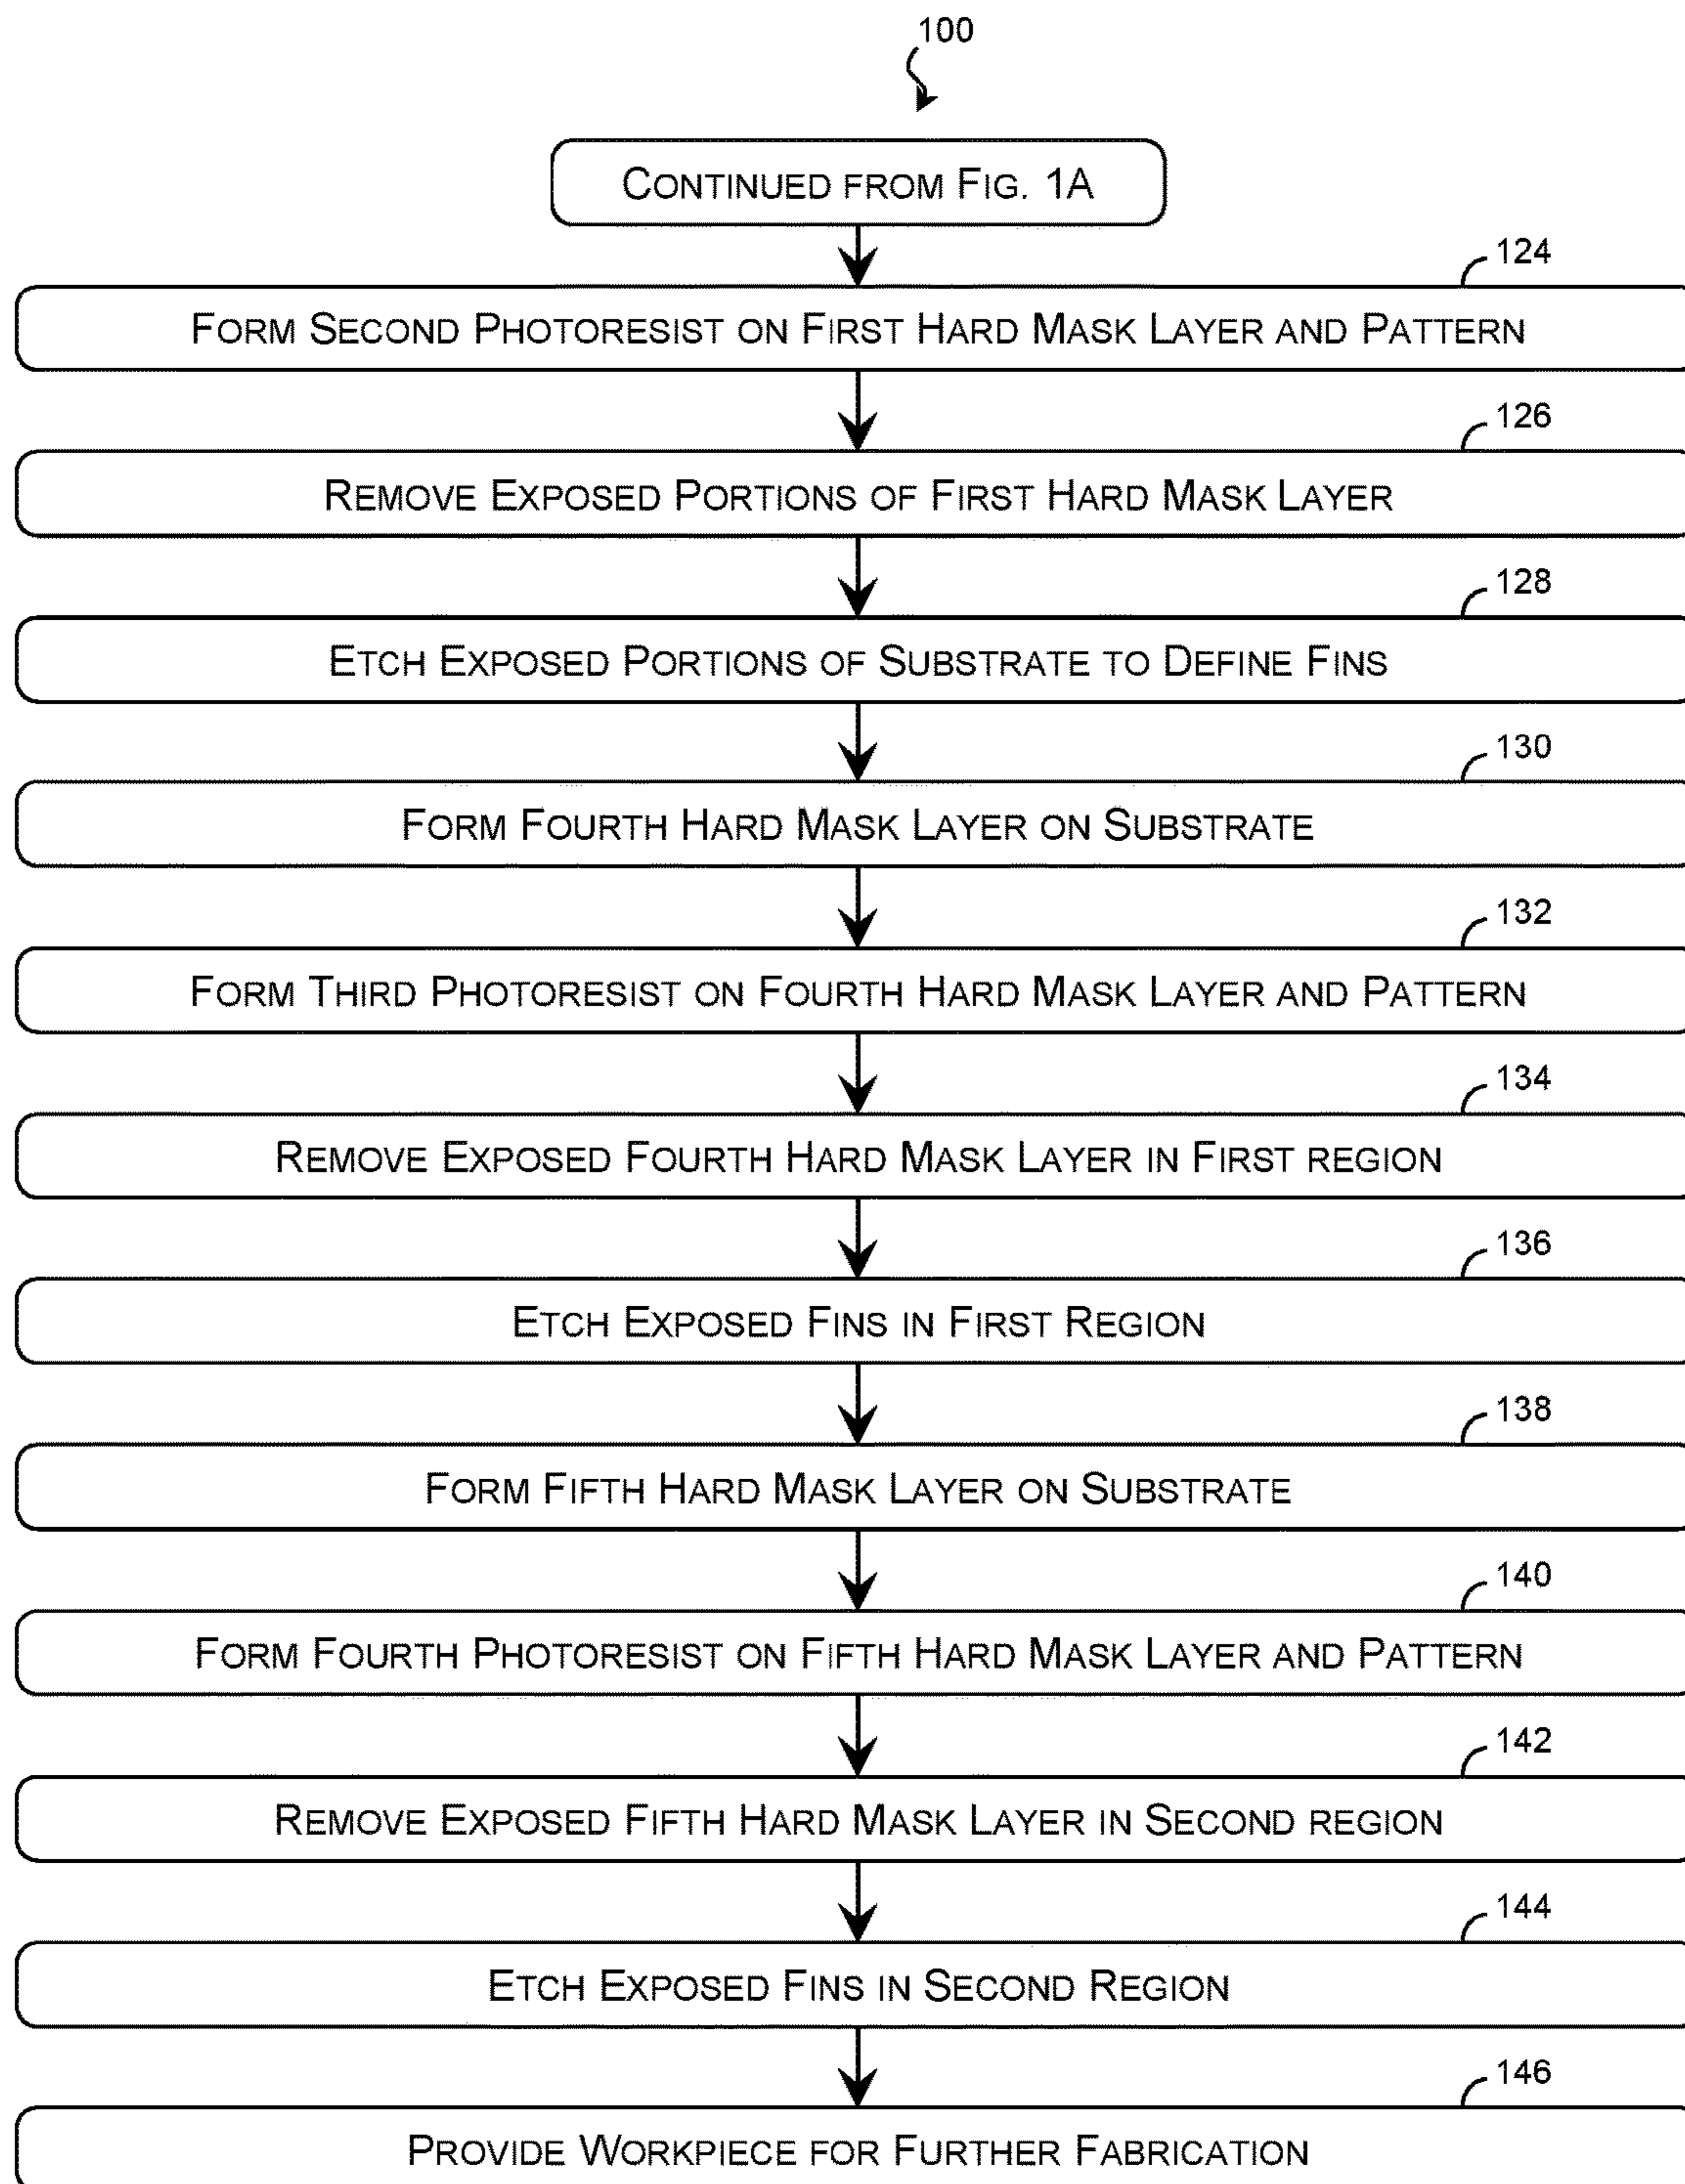 100
Continued from Fig. 1A
124
Form Second Photoresist on First Hard Mask Layer and Pattern
126
Remove Exposed Portions of First Hard Mask Layer
128
Etch Exposed Portions of Substrate to Define Fins
130
Form Fourth Hard Mask Layer on Substrate
132
Form Third Photoresist on Fourth Hard Mask Layer and Pattern
134
Remove Exposed Fourth Hard Mask Layer in First region
136
Etch Exposed Fins in First Region
138
Form Fifth Hard Mask Layer on Substrate
140
Form Fourth Photoresist on Fifth Hard Mask Layer and Pattern
142
Remove Exposed Fifth Hard Mask Layer in Second region
144
Etch Exposed Fins in Second Region
146
Provide Workpiece for Further Fabrication